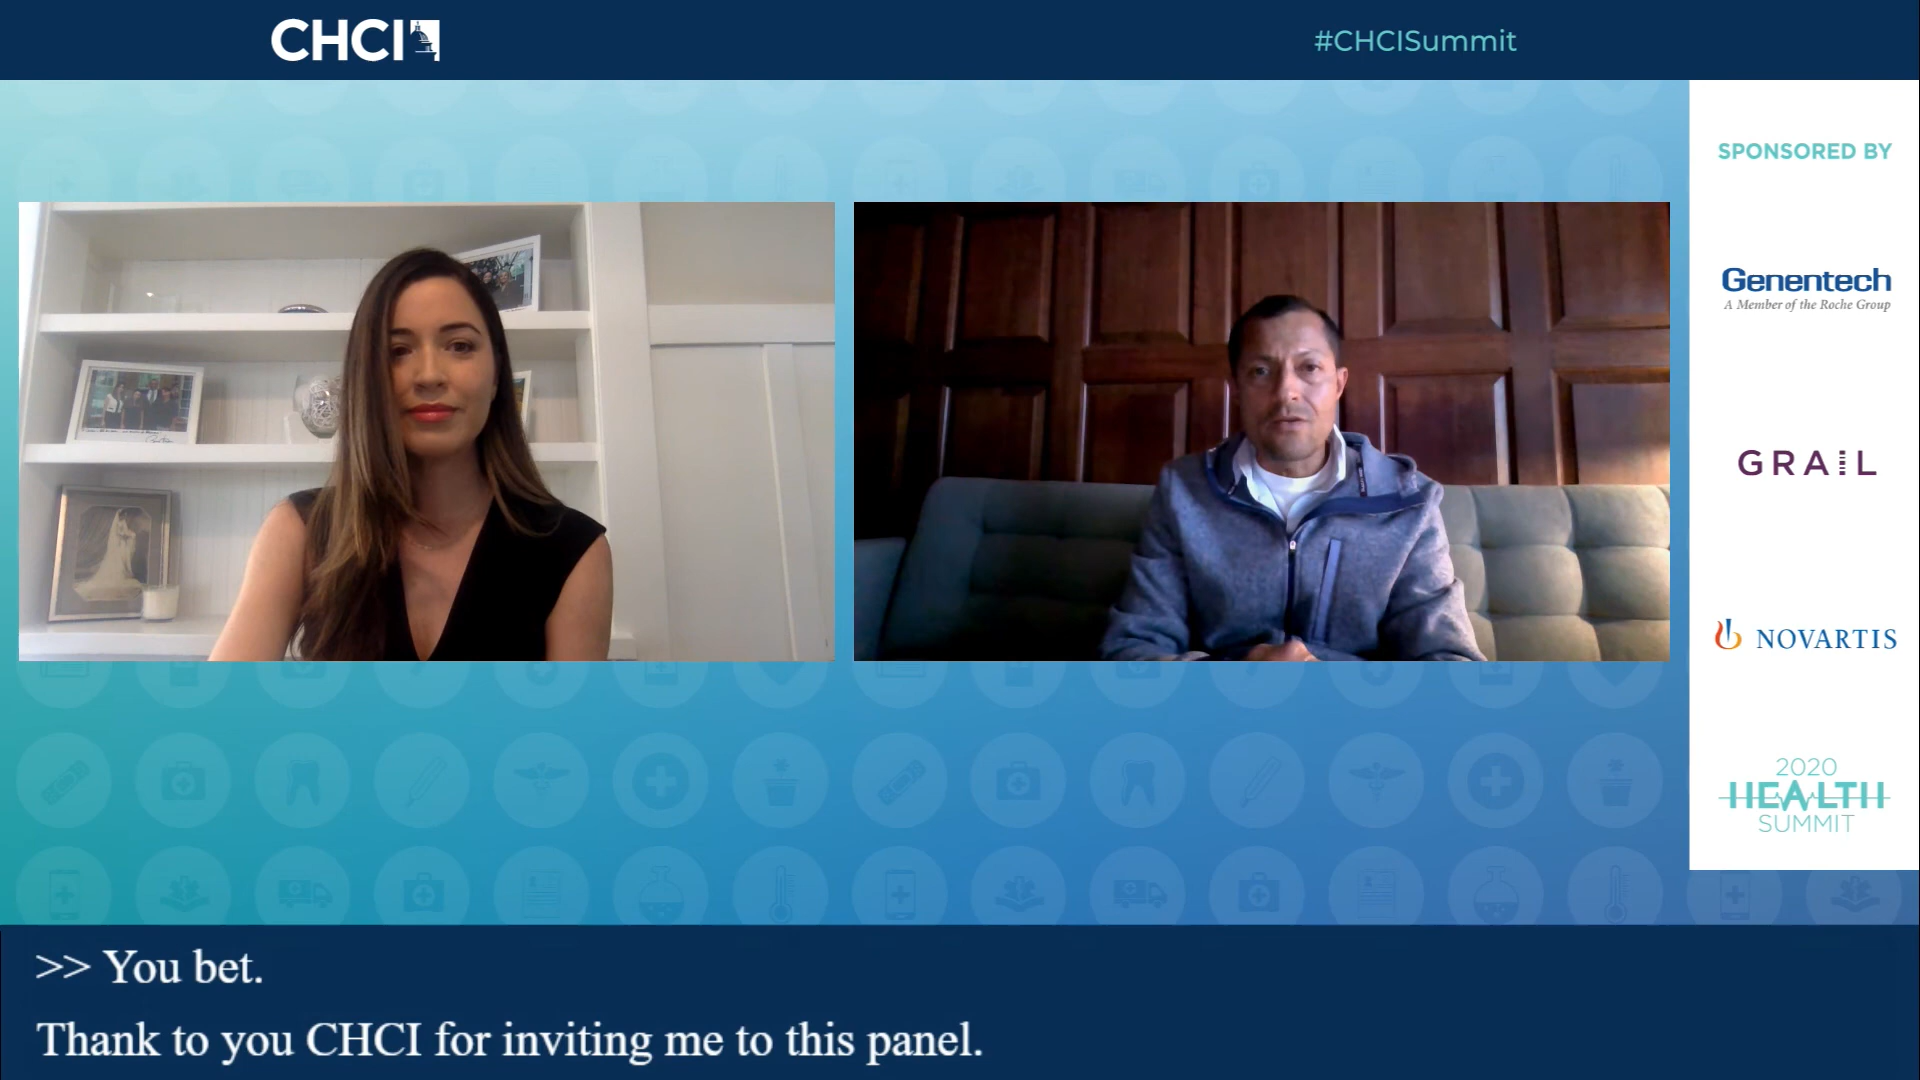 CHCI
#CHCISummit
SPONSORED BY
Genentech
A Member of the Roche Group
GRAIL
NOVARTIS
2020
HEALTH
SUMMIT
>> You bet.
Thank to you CHCI for inviting me to this panel.